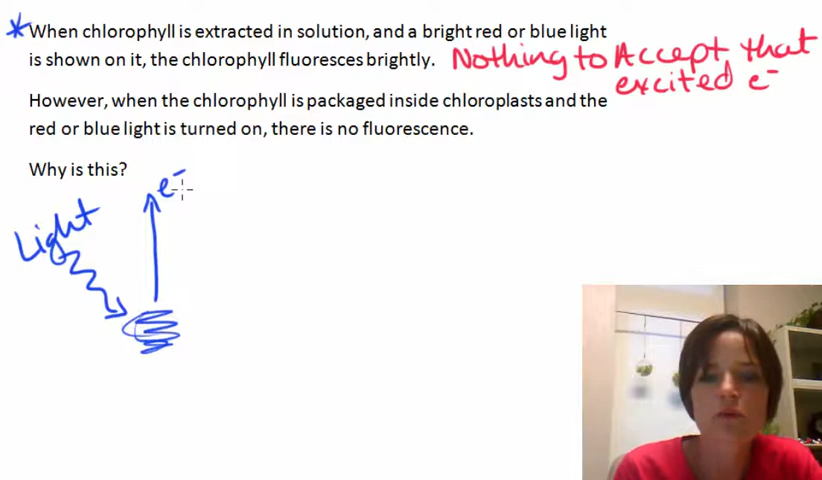 *When chlorophyll is extracted in solution, and a bright red or blue light
is shown on it, the chlorophyll fluoresces brightly. Nothing to Accept that
excited e-
However, when the chlorophyll is packaged inside chloroplasts and the
red or blue light is turned on, there is no fluorescence.
Why is this?
e-
Light